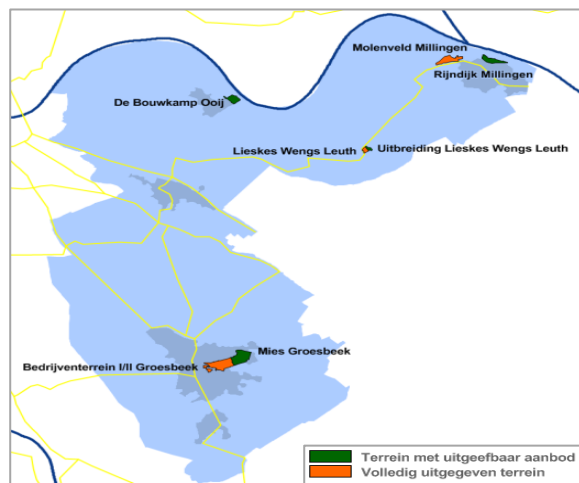 Molenveld Millingen
Rijndijk Millingen
De Bouwkamp Ooij
Lieskes Wengs Leuth
Uitbreiding Lieskes Wengs Leuth
Mies Groesbeek
Bedrijventerrein I/II Groesbeek
Terrein met uitgeefbaar aanbod
Volledig uitgegeven terrein